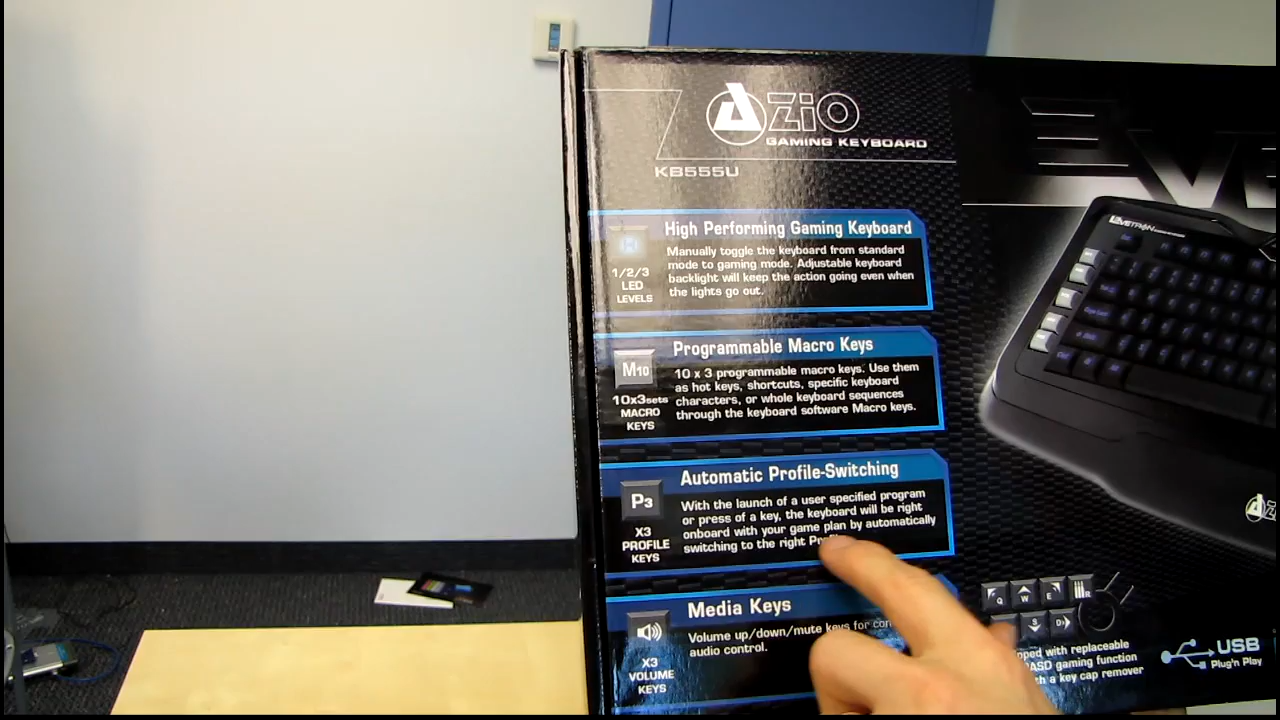 AZiO
GAMING KEYBOARD
KB555U
High Performing Gaming Keyboard
Manually toggle the keyboard from standard
mode to gaming mode. Adjustable keyboard
backlight will keep the action going even when
the lights go out.
1/2/3
LED
LEVELS
Programmable Macro Keys
M10
10 x 3 programmable macro keys. Use them
as hot keys, shortcuts, specific keyboard
characters, or whole keyboard sequences
through the keyboard software Macro keys.
10x3sets
MACRO
KEYS
Automatic Profile-Switching
P3
With the launch of a user specified program
or press of a key, the keyboard will be right
onboard with your game plan by automatically
switching to the right
X3
PROFILE
KEYS
Media Keys
Volume up/down/mute keys for
audio control.
X3
VOLUME
KEYS
Q W E R
S D
with replaceable
gaming function
a key cap remover
USB
Plug'n Play